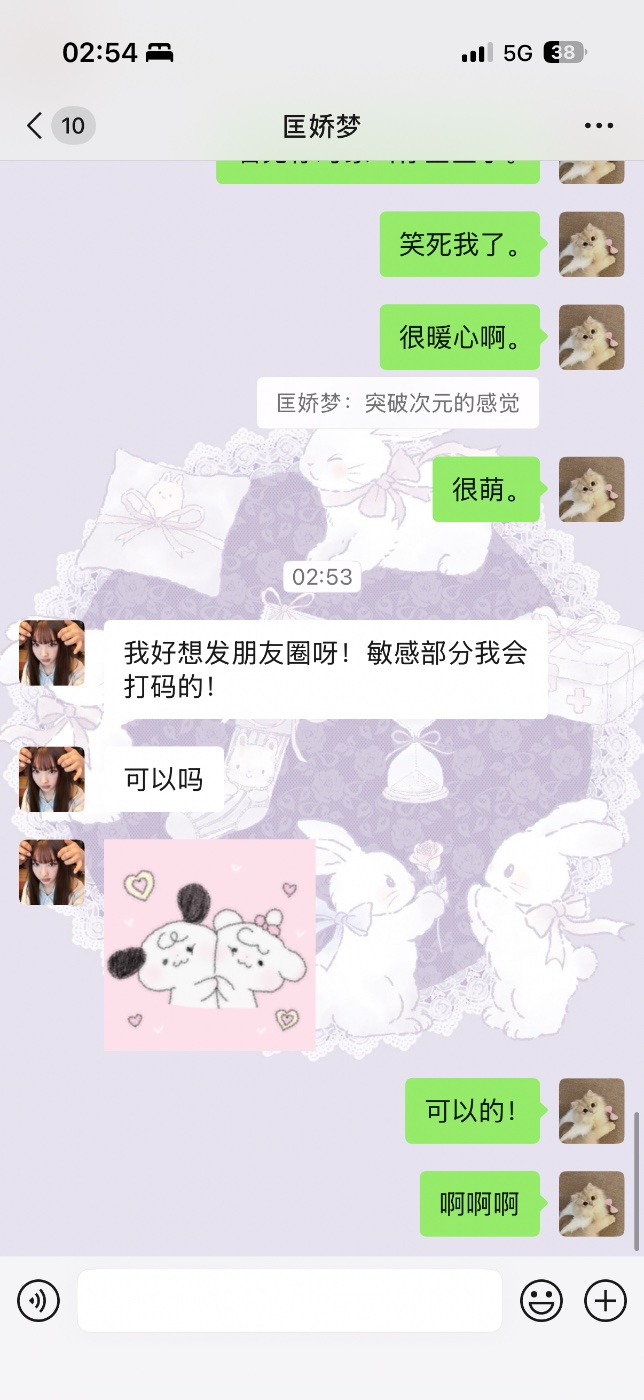 02:54
5G
38
10
匡娇梦
笑死我了。
很暖心啊。
匡娇梦：突破次元的感觉
很萌。
02:53
我好想发朋友圈呀！敏感部分我会
打码的！
可以吗
可以的！
啊啊啊